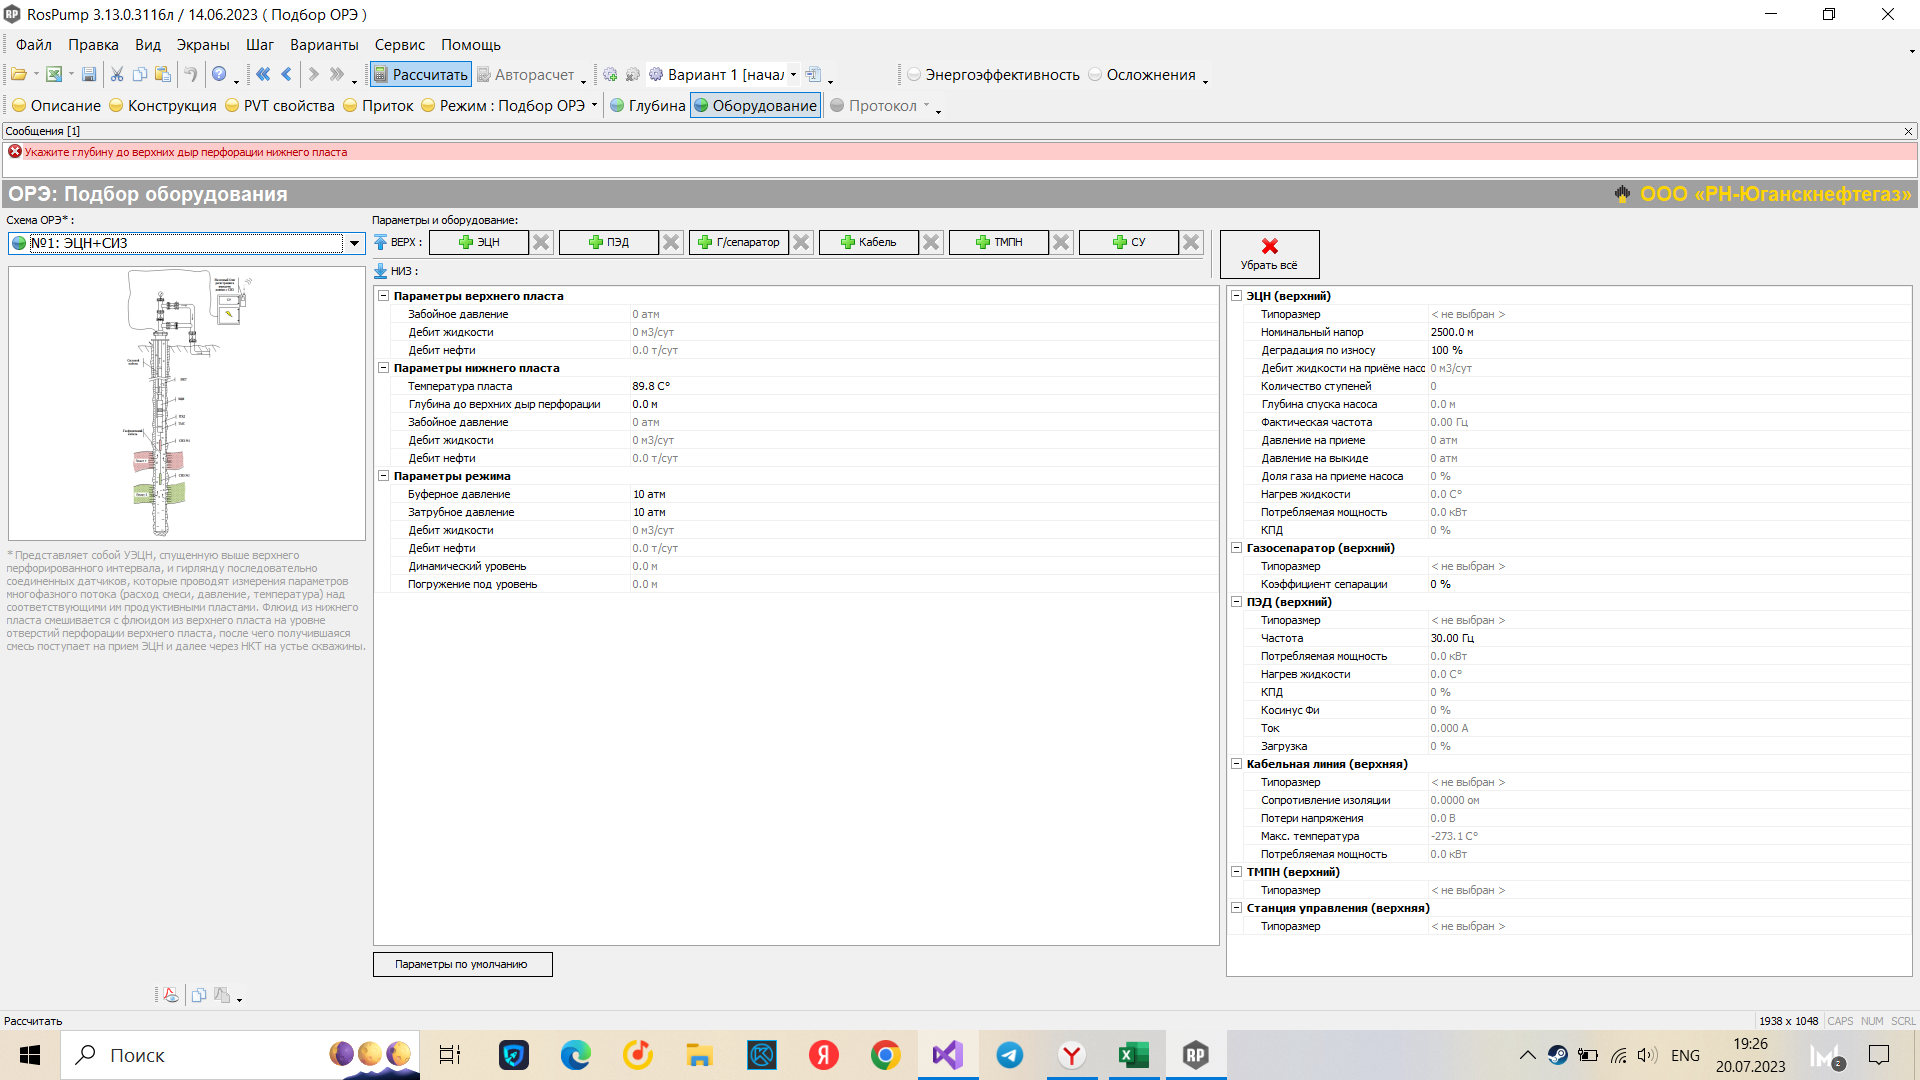 RosPump 3.13.0.3116л / 14.06.2023 ( Подбор ОРЭ )
Файл Правка Вид Экраны Шаг Варианты Сервис Помощь
Рассчитать Авторасчет Вариант 1 [начал Энергоэффективность Осложнения
Описание Конструкция PVT свойства Приток Режим : Подбор ОРЭ Глубина Оборудование Протокол
Сообщения [1]
Укажите глубину до верхних дыр перфорации нижнего пласта
ОРЭ: Подбор оборудования ООО «РН-Юганскнефтегаз»
Схема ОРЭ* :
№1: ЭЦН+СИЗ
* Представляет собой УЭЦН, спущенную выше верхнего
перфорированного интервала, и гирлянду последовательно
соединенных датчиков, которые проводят измерения параметров
многофазного потока (расход смеси, давление, температура) над
соответствующими им продуктивными пластами. Флюид из нижнего
пласта смешивается с флюидом из верхнего пласта на уровне
отверстий перфорации верхнего пласта, после чего получившаяся
смесь поступает на прием ЭЦН и далее через НКТ на устье скважины.
Параметры и оборудование:
ВЕРХ : ЭЦН ПЭД Г/сепаратор Кабель ТМПН СУ
НИЗ :
Убрать всё
Параметры верхнего пласта
Забойное давление 0 атм
Дебит жидкости 0 м3/сут
Дебит нефти 0.0 т/сут
Параметры нижнего пласта
Температура пласта 89.8 C°
Глубина до верхних дыр перфорации 0.0 м
Забойное давление 0 атм
Дебит жидкости 0 м3/сут
Дебит нефти 0.0 т/сут
Параметры режима
Буферное давление 10 атм
Затрубное давление 10 атм
Дебит жидкости 0 м3/сут
Дебит нефти 0.0 т/сут
Динамический уровень 0.0 м
Погружение под уровень 0.0 м
Параметры по умолчанию
ЭЦН (верхний)
Типоразмер < не выбран >
Номинальный напор 2500.0 м
Деградация по износу 100 %
Дебит жидкости на приёме насо 0 м3/сут
Количество ступеней 0
Глубина спуска насоса 0.0 м
Фактическая частота 0.00 Гц
Давление на приеме 0 атм
Давление на выкиде 0 атм
Доля газа на приеме насоса 0 %
Нагрев жидкости 0.0 C°
Потребляемая мощность 0.0 кВт
КПД 0 %
Газосепаратор (верхний)
Типоразмер < не выбран >
Коэффициент сепарации 0 %
ПЭД (верхний)
Типоразмер < не выбран >
Частота 30.00 Гц
Потребляемая мощность 0.0 кВт
Нагрев жидкости 0.0 C°
КПД 0 %
Косинус Фи 0 %
Ток 0.000 А
Загрузка 0 %
Кабельная линия (верхняя)
Типоразмер < не выбран >
Сопротивление изоляции 0.0000 ом
Потери напряжения 0.0 В
Макс. температура -273.1 C°
Потребляемая мощность 0.0 кВт
ТМПН (верхний)
Типоразмер < не выбран >
Станция управления (верхняя)
Типоразмер < не выбран >
Рассчитать 1938 x 1048 CAPS NUM SCRL
Поиск ENG 19:26
20.07.2023